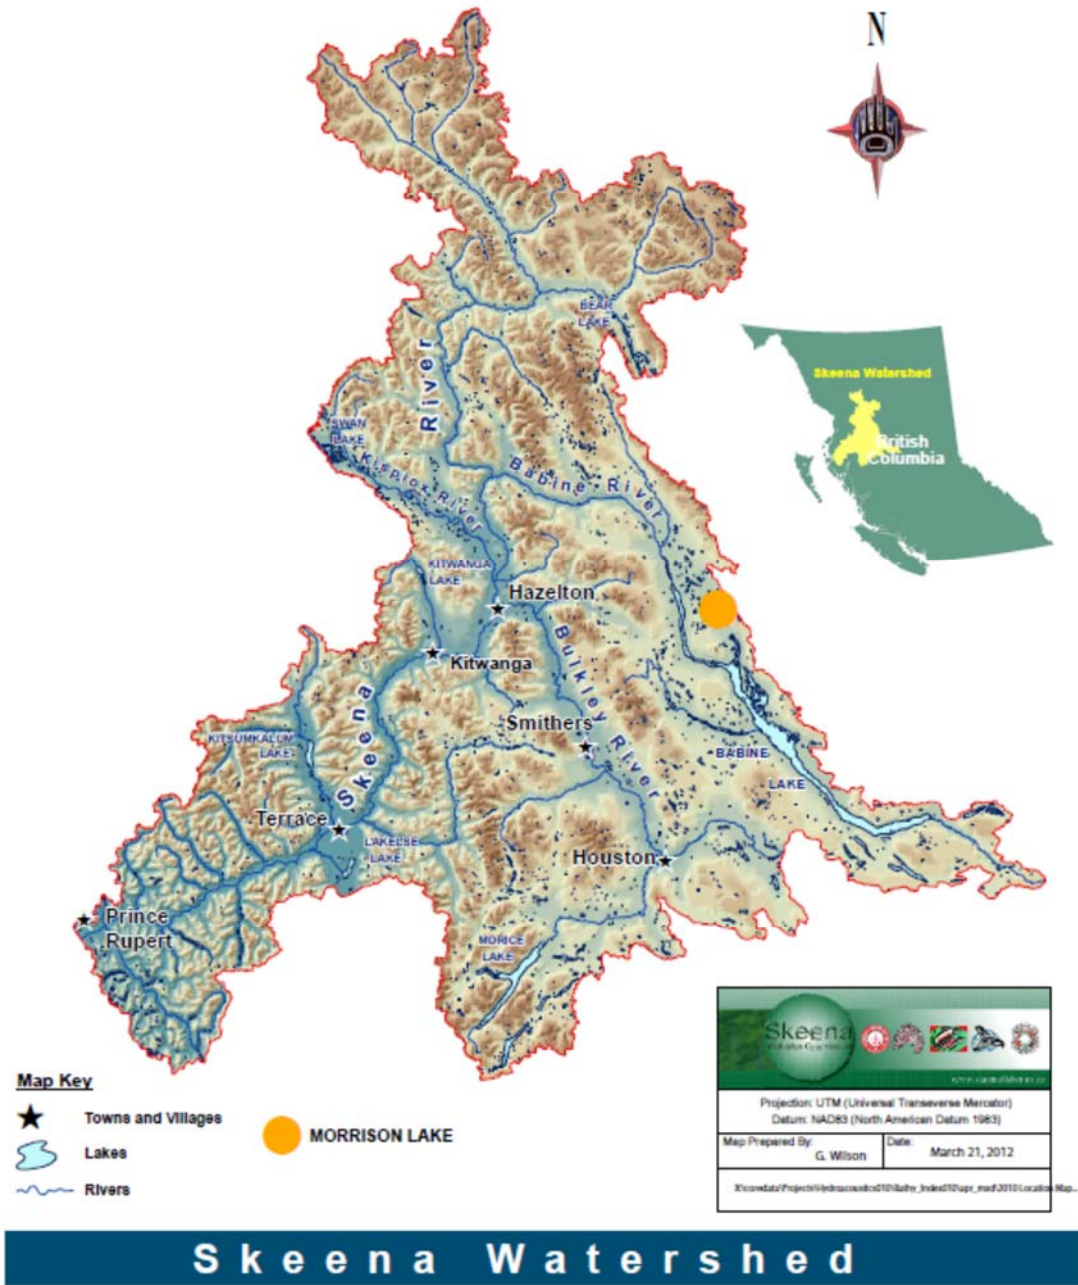 N
BEAR
LAKE
River
SWAN
LAKE
Kispiox River
Babine River
Skeena Watershed
British
Columbia
KITWANGA
LAKE
Hazelton
Kitwanga
Bulkley River
Smithers
Skeena
KITSUMKALUM
LAKE
BABINE
LAKE
Terrace
LAKELSE
LAKE
Houston
Prince
Rupert
MORICE
LAKE
Skeena
Map Key
Towns and Villages
Lakes
Rivers
MORRISON LAKE
Projection: UTM (Universal Transeverse Mercator)
Datum: NAD83 (North American Datum 1983)
Map Prepared By:
G. Wilson
Date:
March 21, 2012
Skeena Watershed